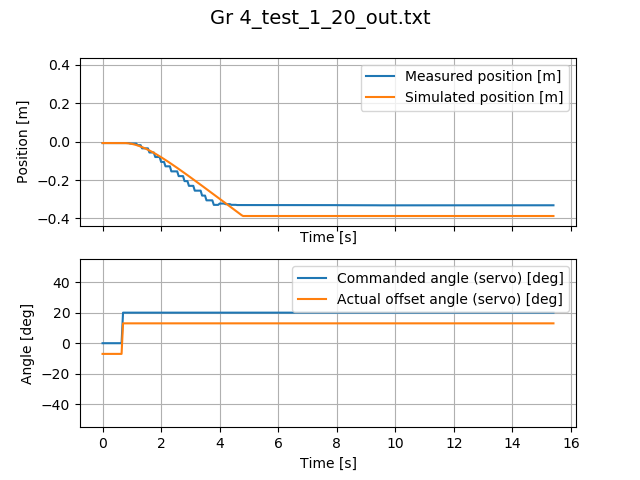 Gr 4_test_1_20_out.txt
0.4
0.2
0.0
−0.2
−0.4
Position [m]
Measured position [m]
Simulated position [m]
Time [s]
40
20
0
−20
−40
Angle [deg]
Commanded angle (servo) [deg]
Actual offset angle (servo) [deg]
0 2 4 6 8 10 12 14 16
Time [s]